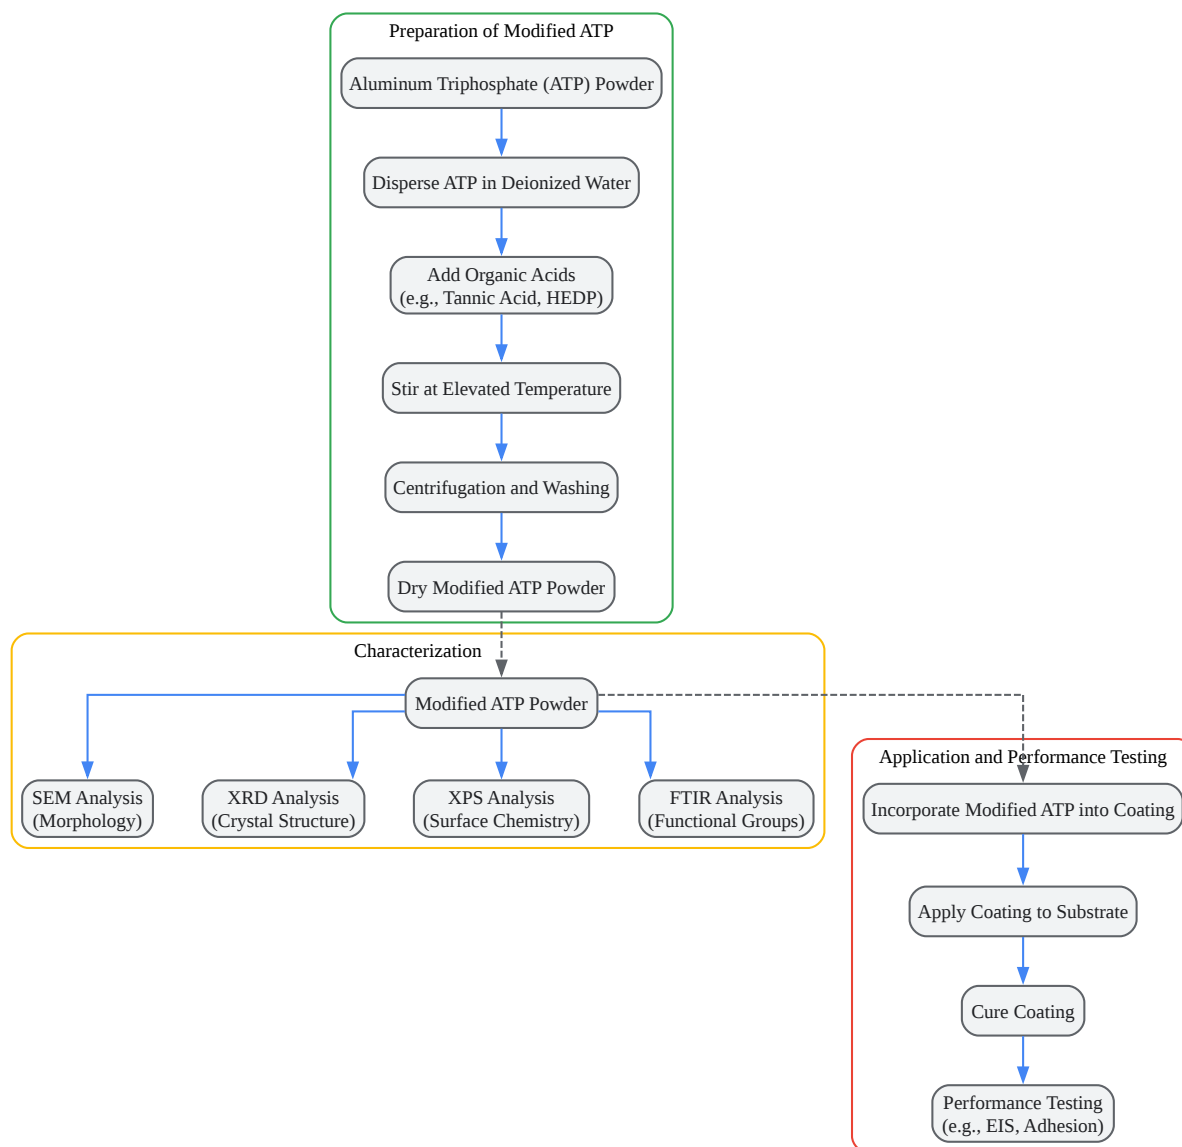 Preparation of Modified ATP
Aluminum Triphosphate (ATP) Powder
Disperse ATP in Deionized Water
Add Organic Acids
(e.g., Tannic Acid, HEDP)
Stir at Elevated Temperature
Centrifugation and Washing
Dry Modified ATP Powder
Characterization
Modified ATP Powder
SEM Analysis
(Morphology)
XRD Analysis
(Crystal Structure)
XPS Analysis
(Surface Chemistry)
FTIR Analysis
(Functional Groups)
Application and Performance Testing
Incorporate Modified ATP into Coating
Apply Coating to Substrate
Cure Coating
Performance Testing
(e.g., EIS, Adhesion)